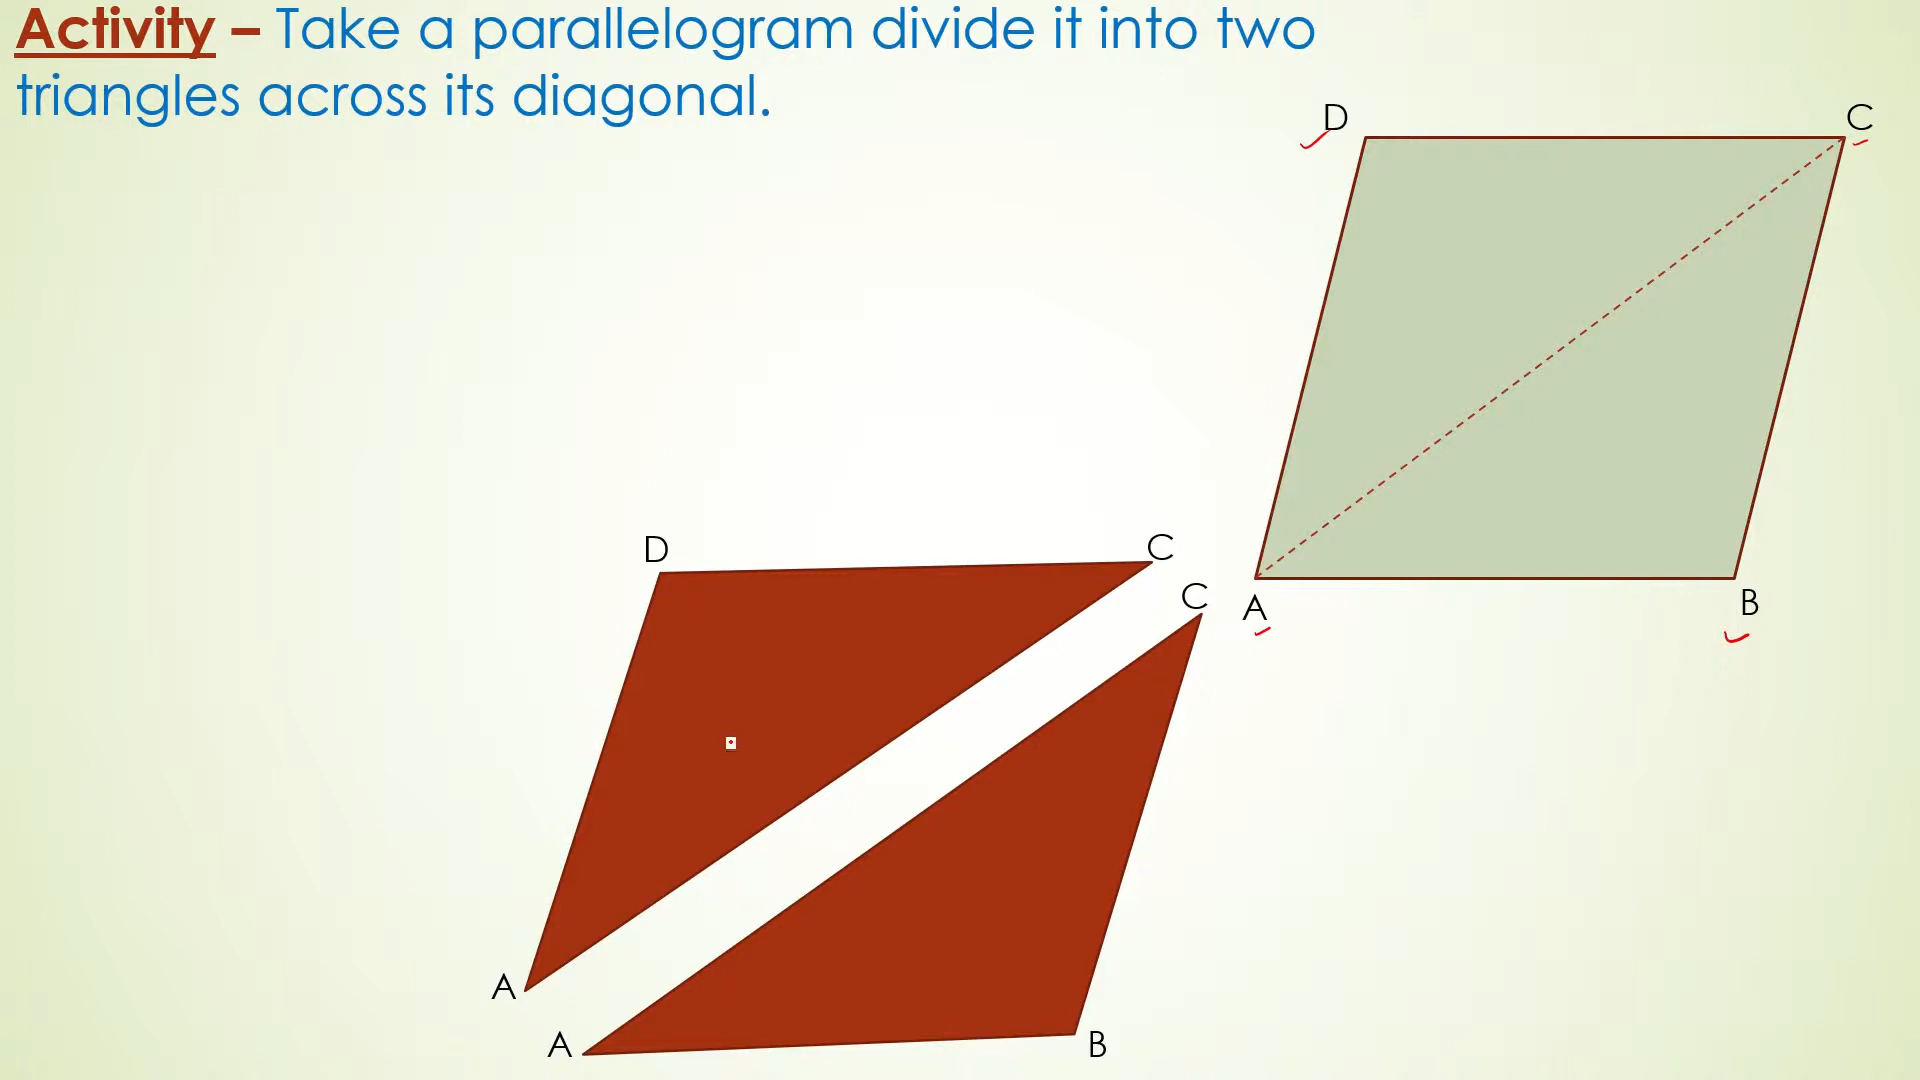 Activity – Take a parallelogram divide it into two
triangles across its diagonal.
D C
A B
D C
C
A
A B